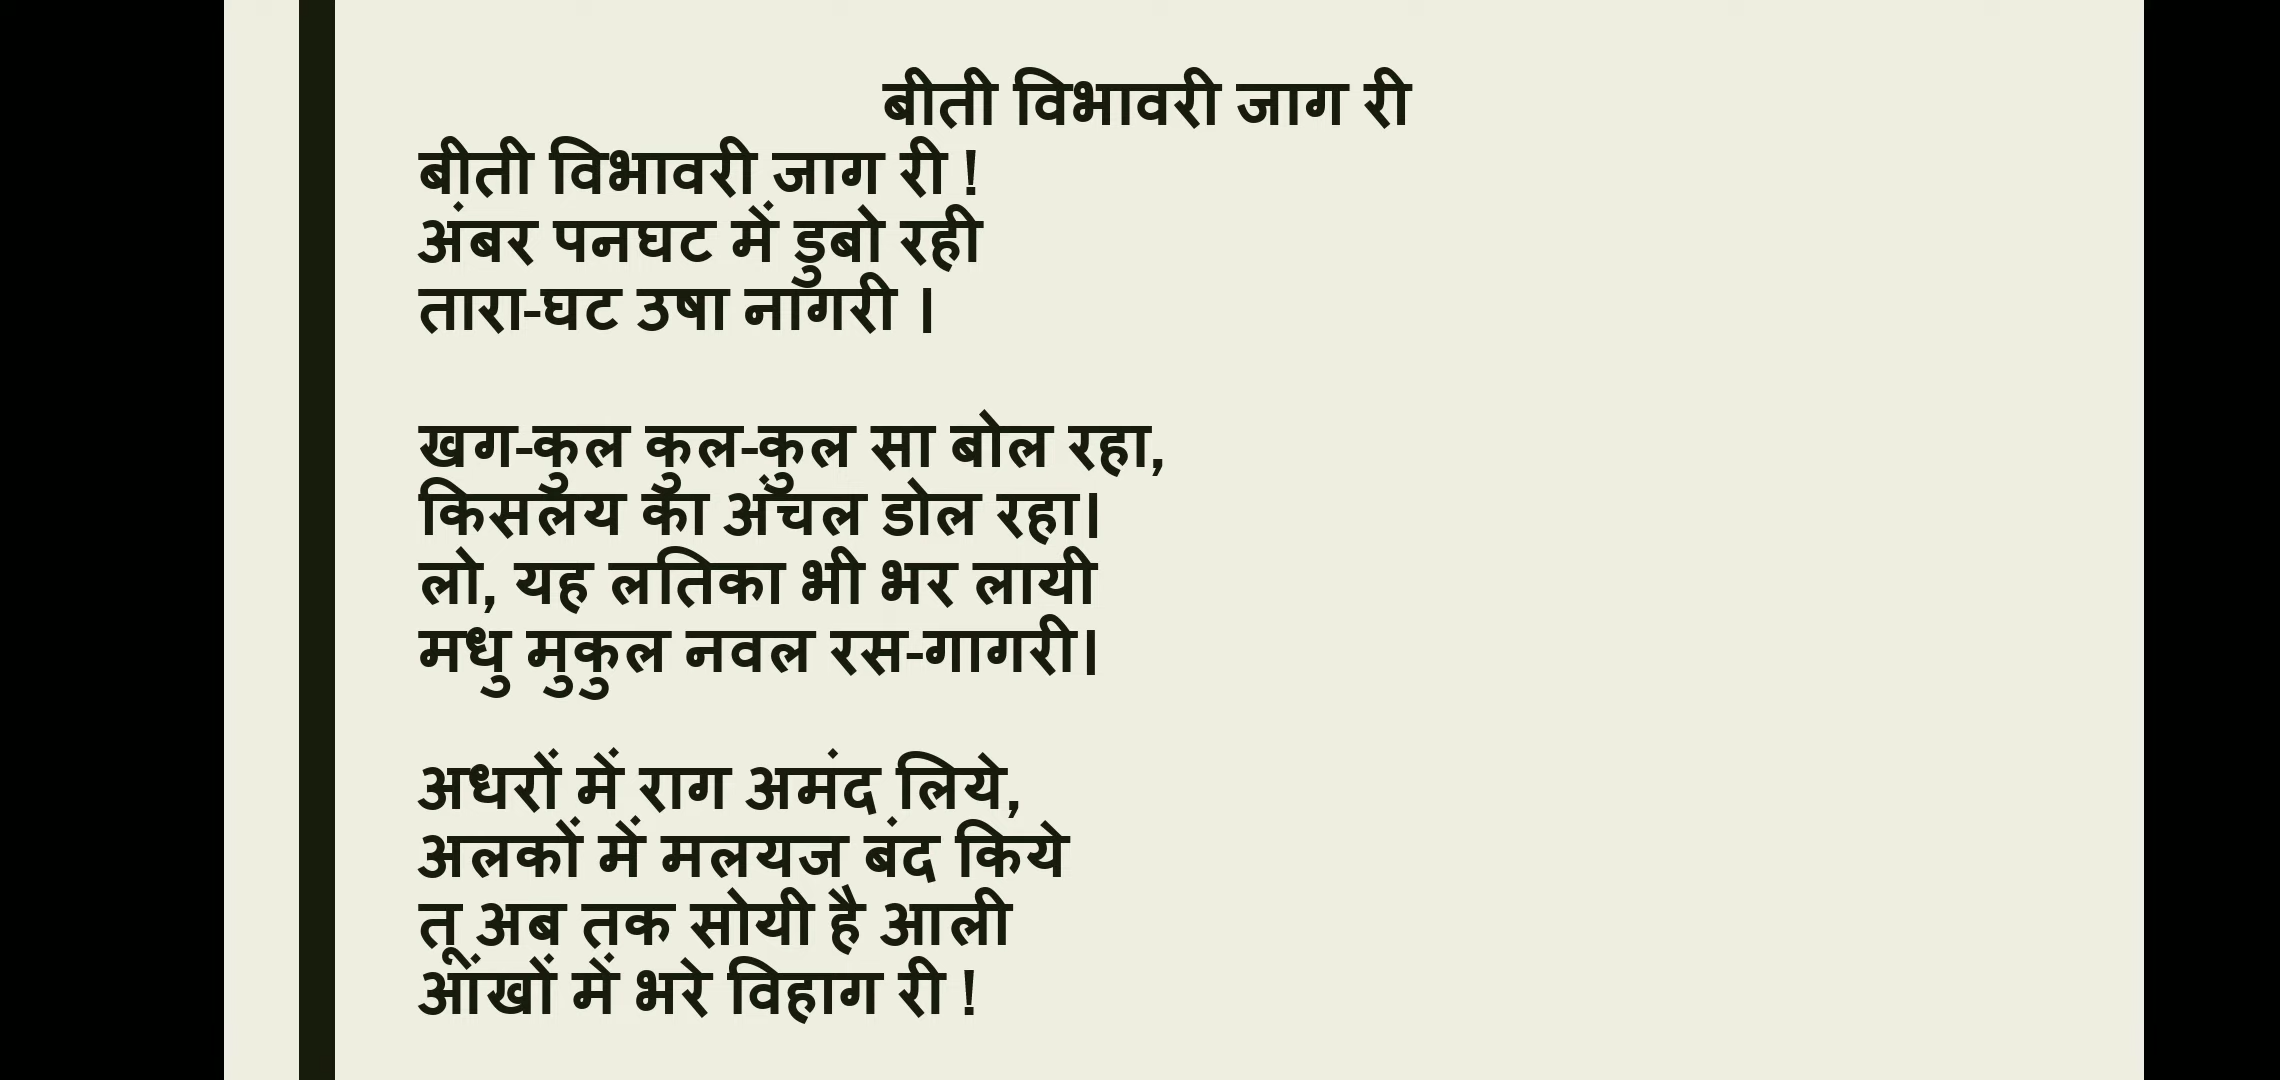 बीती विभावरी जाग री
बीती विभावरी जाग री !
अंबर पनघट में डुबो रही
तारा-घट उषा नागरी ।
खग-कुल कुल-कुल सा बोल रहा,
किसलय का अंचल डोल रहा।
लो, यह लतिका भी भर लायी
मधु मुकुल नवल रस-गागरी।
अधरों में राग अमंद लिये,
अलकों में मलयज बंद किये
तू अब तक सोयी है आली
आंखों में भरे विहाग री !